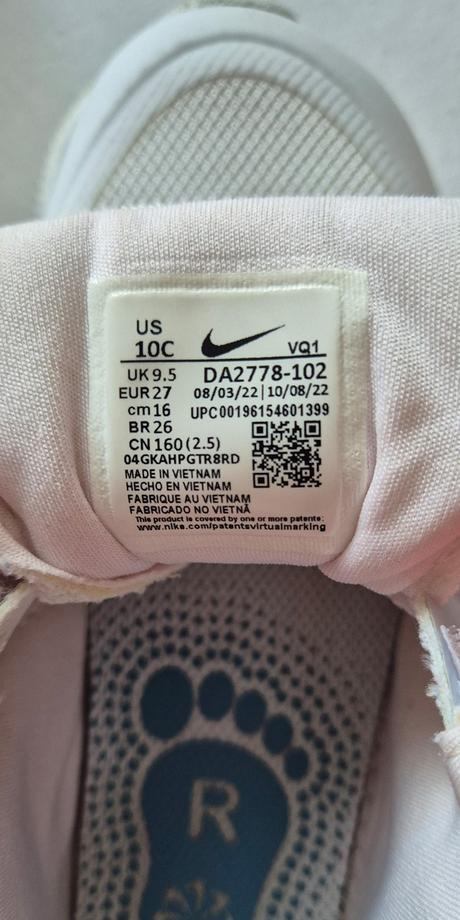 US
10C
VQ1
UK 9.5
DA2778-102
EUR 27
08/03/22 | 10/08/22
cm 16
UPC00196154601399
BR 26
CN 160 (2.5)
04GKAHPGTR8RD
MADE IN VIETNAM
HECHO EN VIETNAM
FABRIQUE AU VIETNAM
FABRICADO NO VIETNÃ
This product is covered by one or more patents:
www.nike.com/patentsvirtualmarking
R